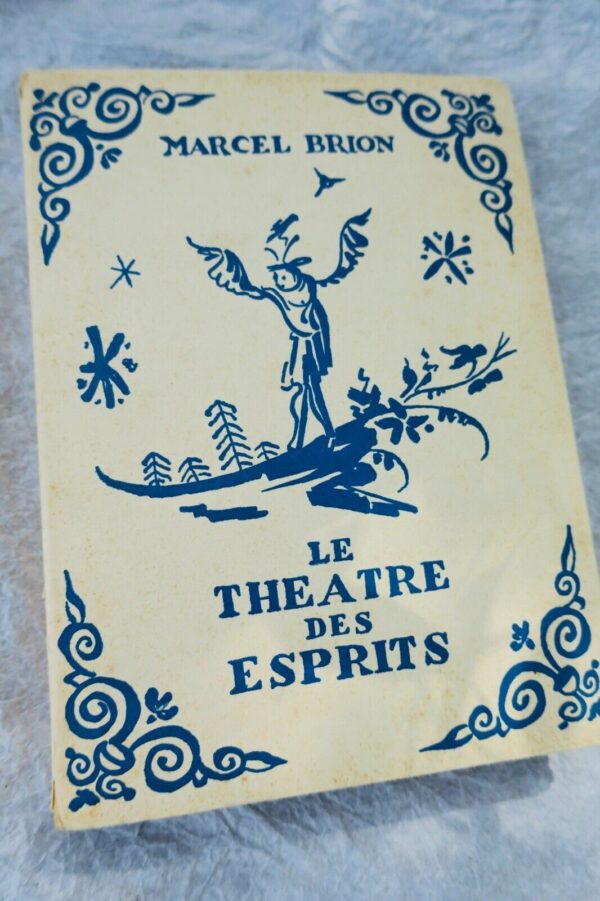 MARCEL BRION
LE
THEATRE
DES
ESPRITS